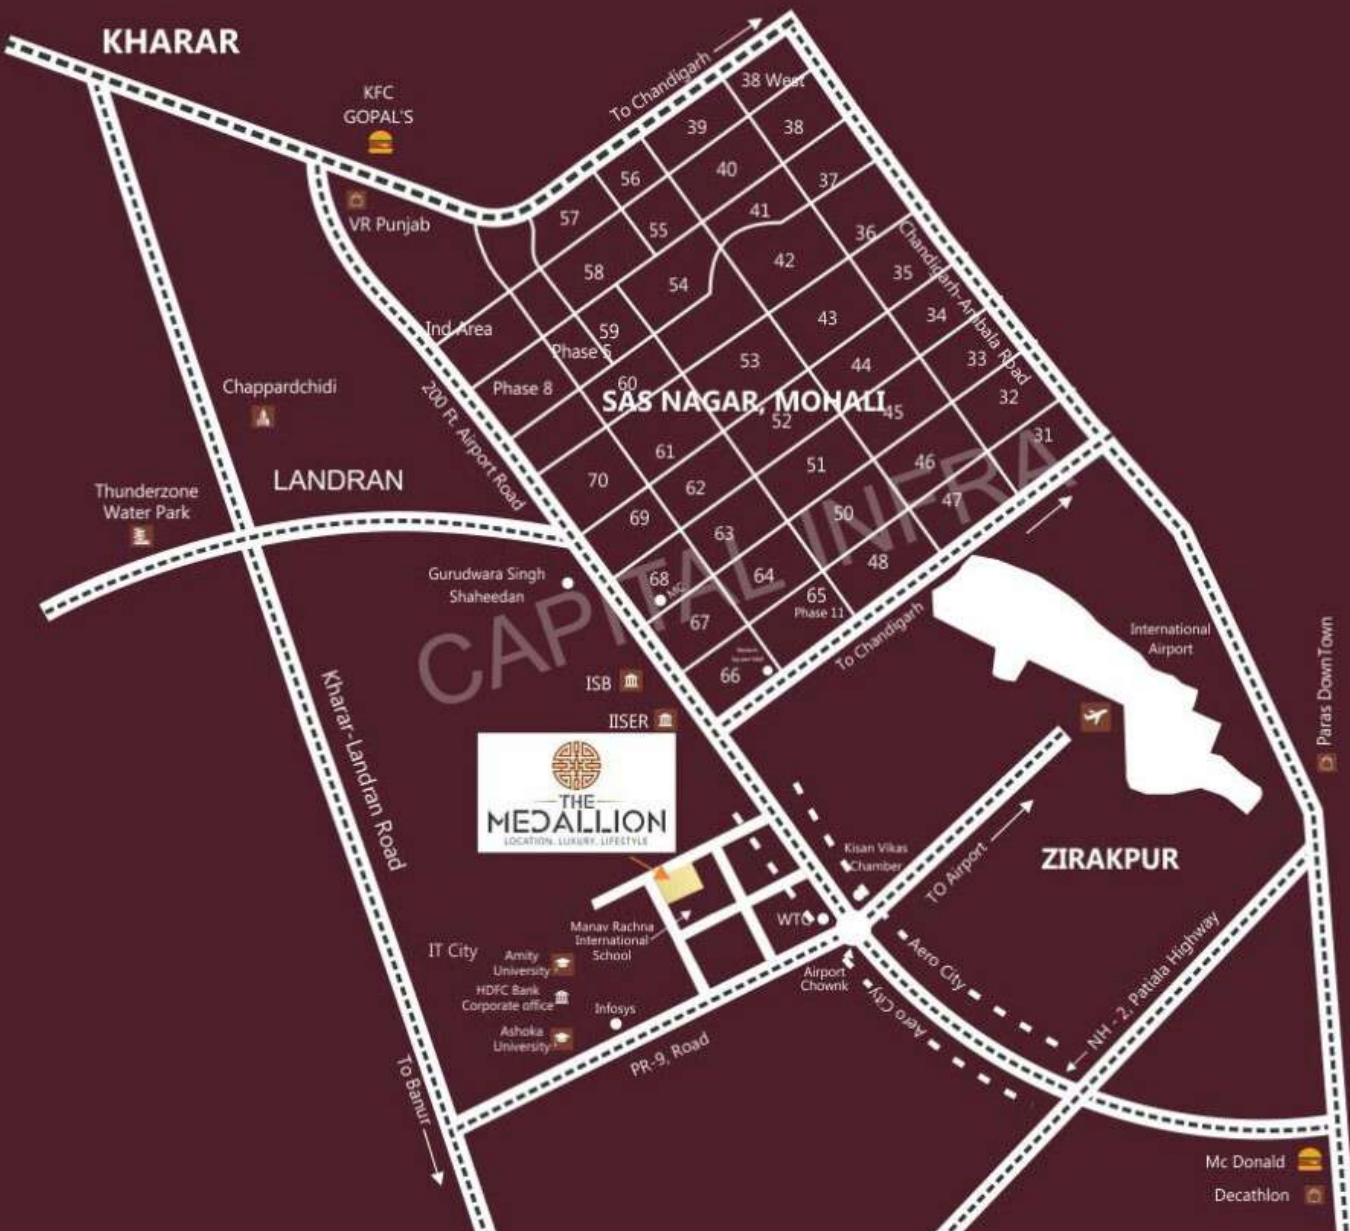 KHARAR
KFC
GOPAL'S
VR Punjab
To Chandigarh
38 West
39
38
56
40
37
57
55
41
36
58
54
42
35
Chandigarh-Ambala Road
Ind Area
59
Phase 5
43
34
53
44
33
Phase 8
60
SAS NAGAR, MOHALI
52
45
32
31
Chappardchidi
200 Ft. Airport Road
61
51
46
70
62
47
LANDRAN
Thunderzone
Water Park
69
63
50
48
CAPITAL INFRA
Gurudwara Singh
Shaheedan
68
MC
64
65
Phase 11
67
66
To Chandigarh
International
Airport
Paras DownTown
ISB
IISER
Kharar-Landran Road
THE
MEDALLION
LOCATION. LUXURY. LIFESTYLE
Kisan Vikas
Chamber
TO Airport
ZIRAKPUR
Manav Rachna
International
School
WTC
Airport
Chownk
Aero City
Aero City
NH - 2, Patiala Highway
IT City
Amity
University
HDFC Bank
Corporate office
Infosys
Ashoka
University
PR-9, Road
To Banur
Mc Donald
Decathlon